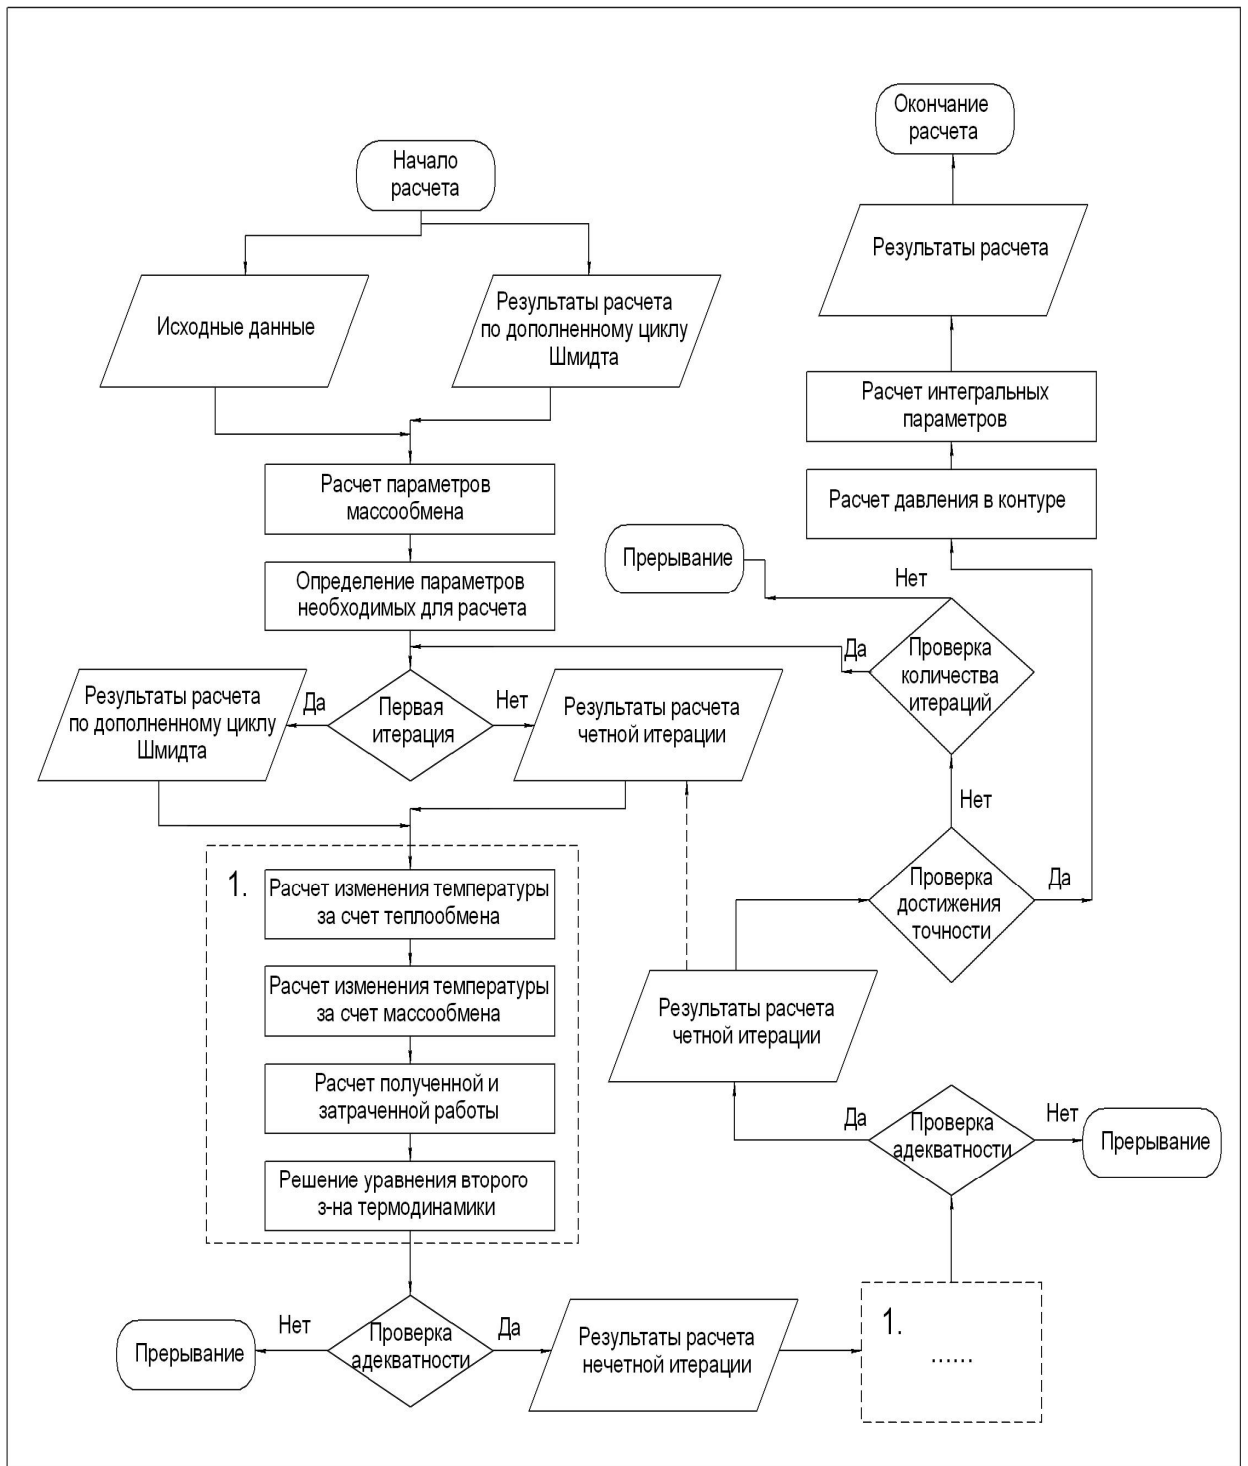 Начало
расчета
Исходные данные
Результаты расчета
по дополненному циклу
Шмидта
Расчет параметров
массообмена
Определение параметров
необходимых для расчета
Первая
итерация
Да
Нет
Результаты расчета
по дополненному циклу
Шмидта
Результаты расчета
четной итерации
1.
Расчет изменения температуры
за счет теплообмена
Расчет изменения температуры
за счет массообмена
Расчет полученной и
затраченной работы
Решение уравнения второго
з-на термодинамики
Проверка
адекватности
Нет
Прерывание
Да
Результаты расчета
нечетной итерации
1.
......
Проверка
адекватности
Нет
Прерывание
Да
Результаты расчета
четной итерации
Проверка
достижения
точности
Да
Нет
Проверка
количества
итераций
Да
Нет
Прерывание
Расчет давления в контуре
Расчет интегральных
параметров
Результаты расчета
Окончание
расчета